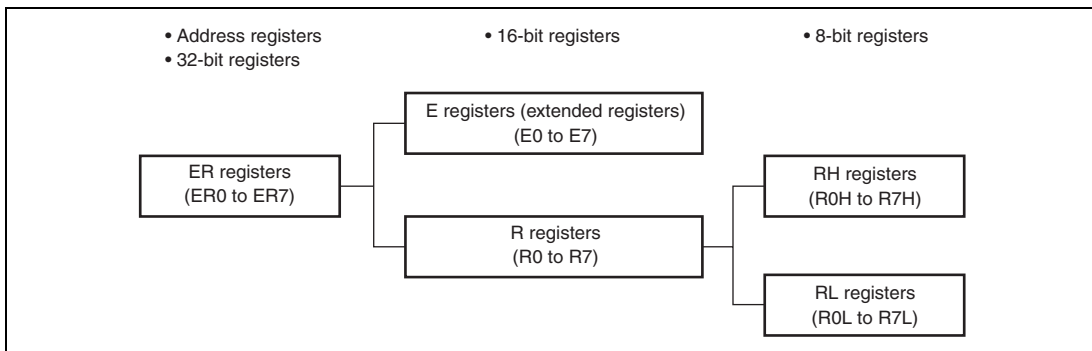 • Address registers
• 32-bit registers
• 16-bit registers
• 8-bit registers
E registers (extended registers)
(E0 to E7)
ER registers
(ER0 to ER7)
RH registers
(R0H to R7H)
R registers
(R0 to R7)
RL registers
(R0L to R7L)